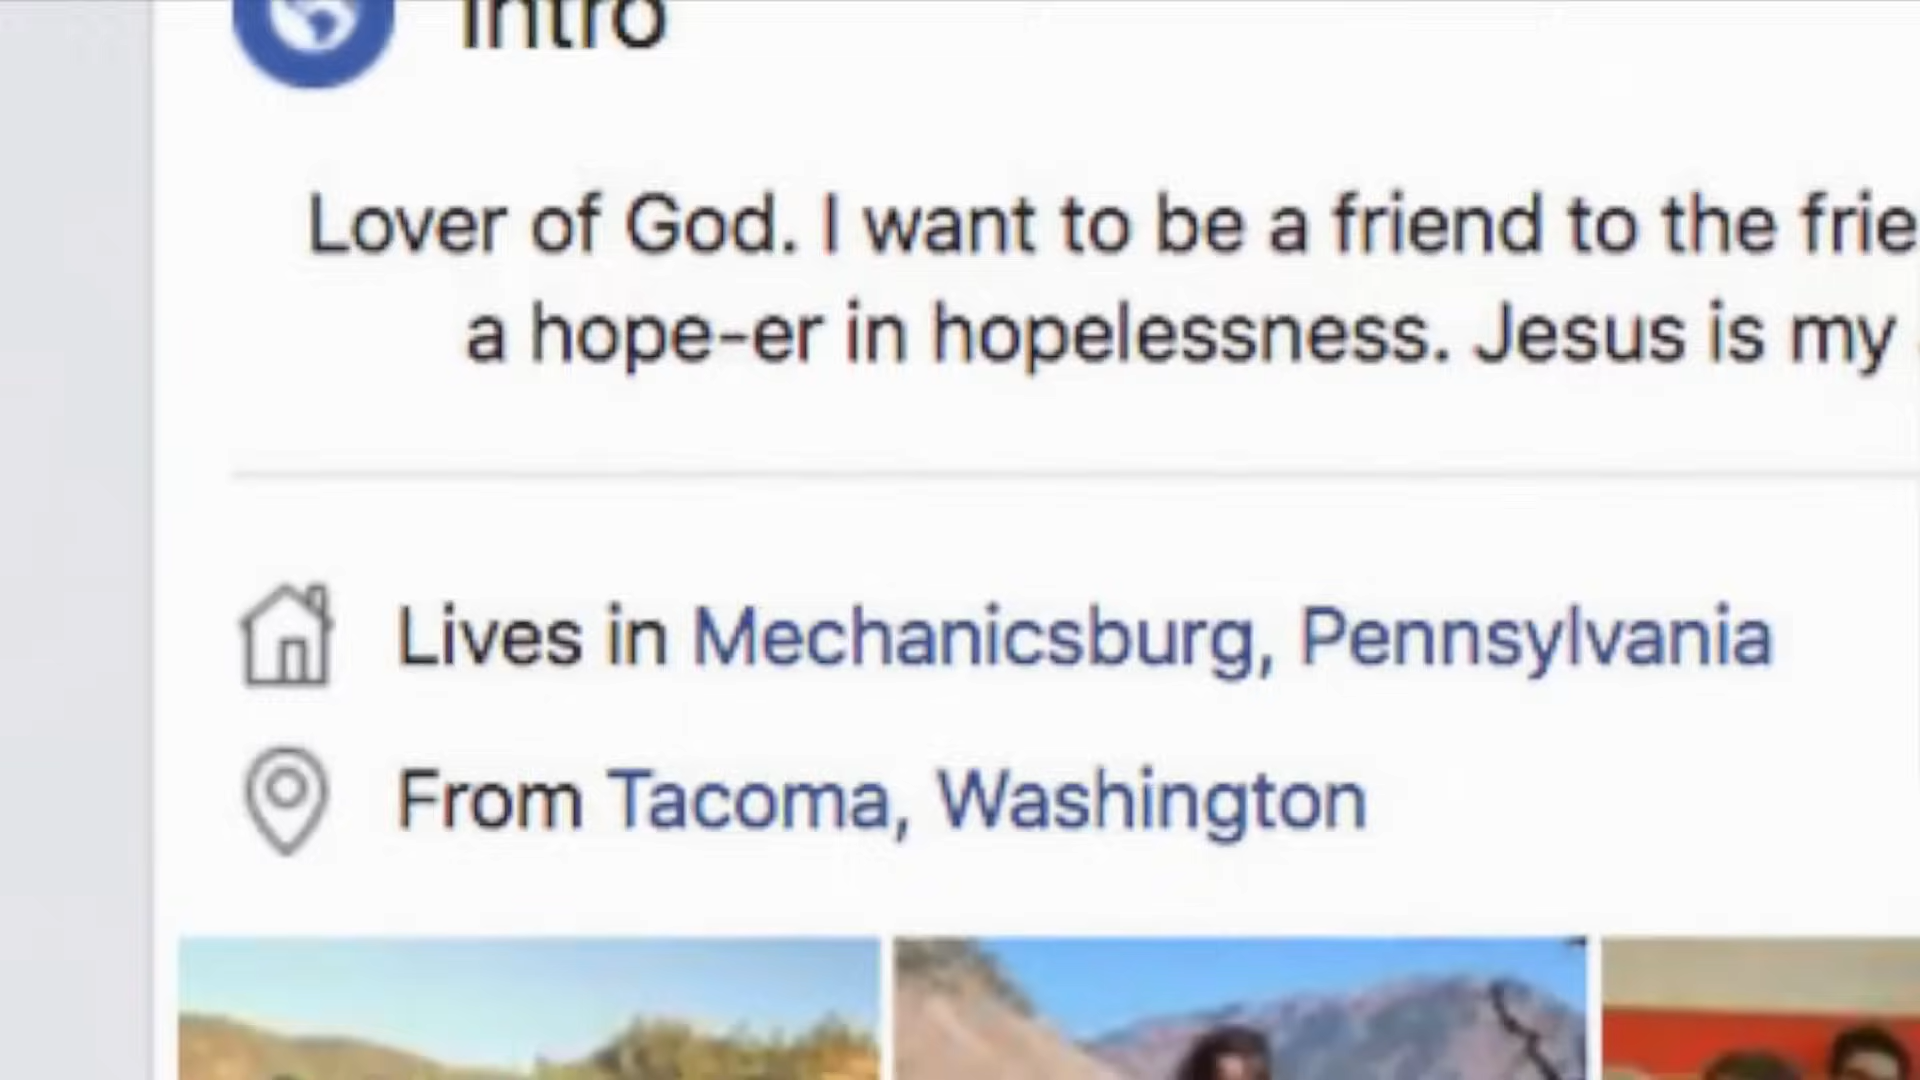 Intro
Lover of God. I want to be a friend to the
a hope-er in hopelessness. Jesus is my
Lives in Mechanicsburg, Pennsylvania
From Tacoma, Washington